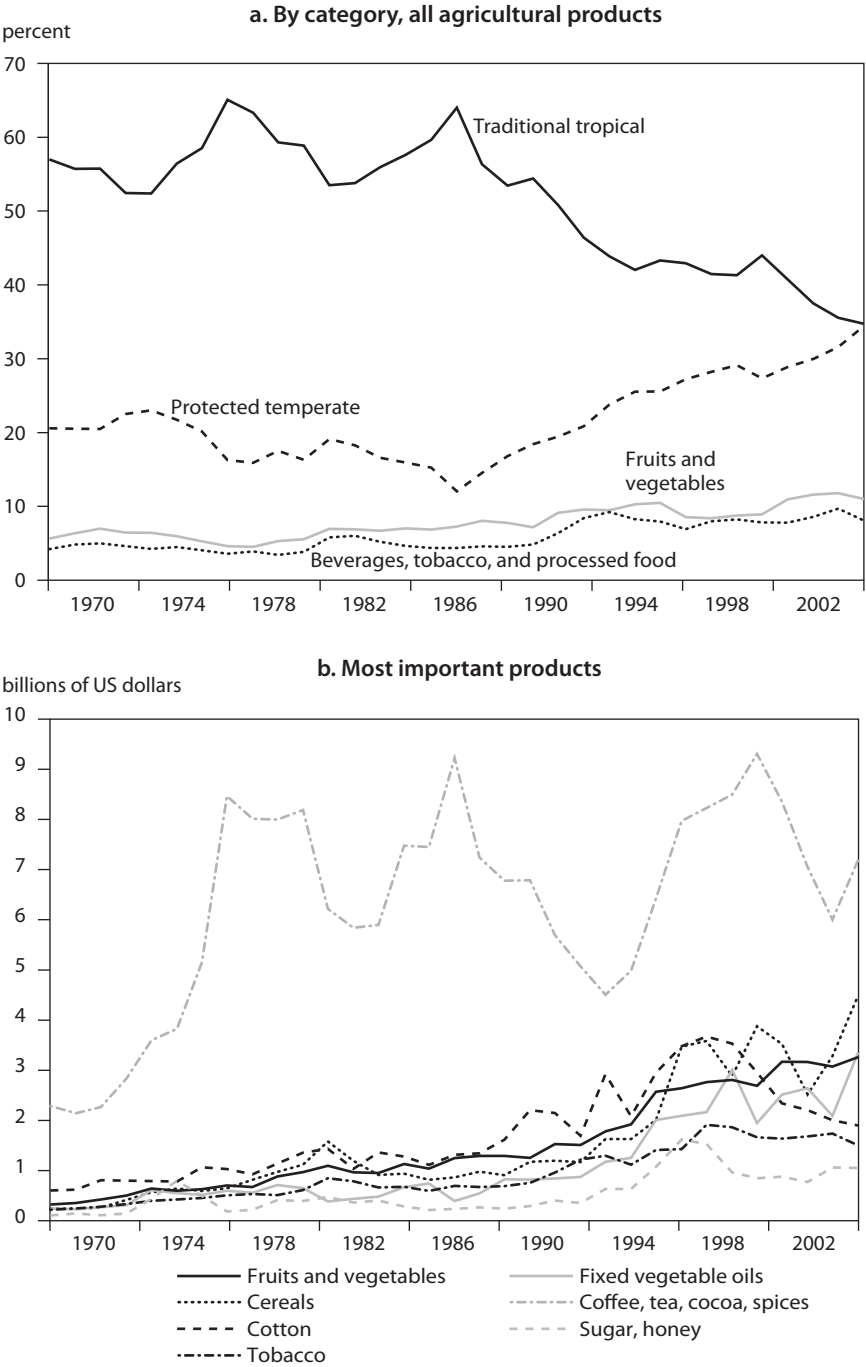 a. By category, all agricultural products
percent
70
60
50
40
30
20
10
0
Traditional tropical
Protected temperate
Fruits and
vegetables
Beverages, tobacco, and processed food
1970 1974 1978 1982 1986 1990 1994 1998 2002
b. Most important products
billions of US dollars
10
9
8
7
6
5
4
3
2
1
0
1970 1974 1978 1982 1986 1990 1994 1998 2002
Fruits and vegetables Fixed vegetable oils
Cereals Coffee, tea, cocoa, spices
Cotton Sugar, honey
Tobacco